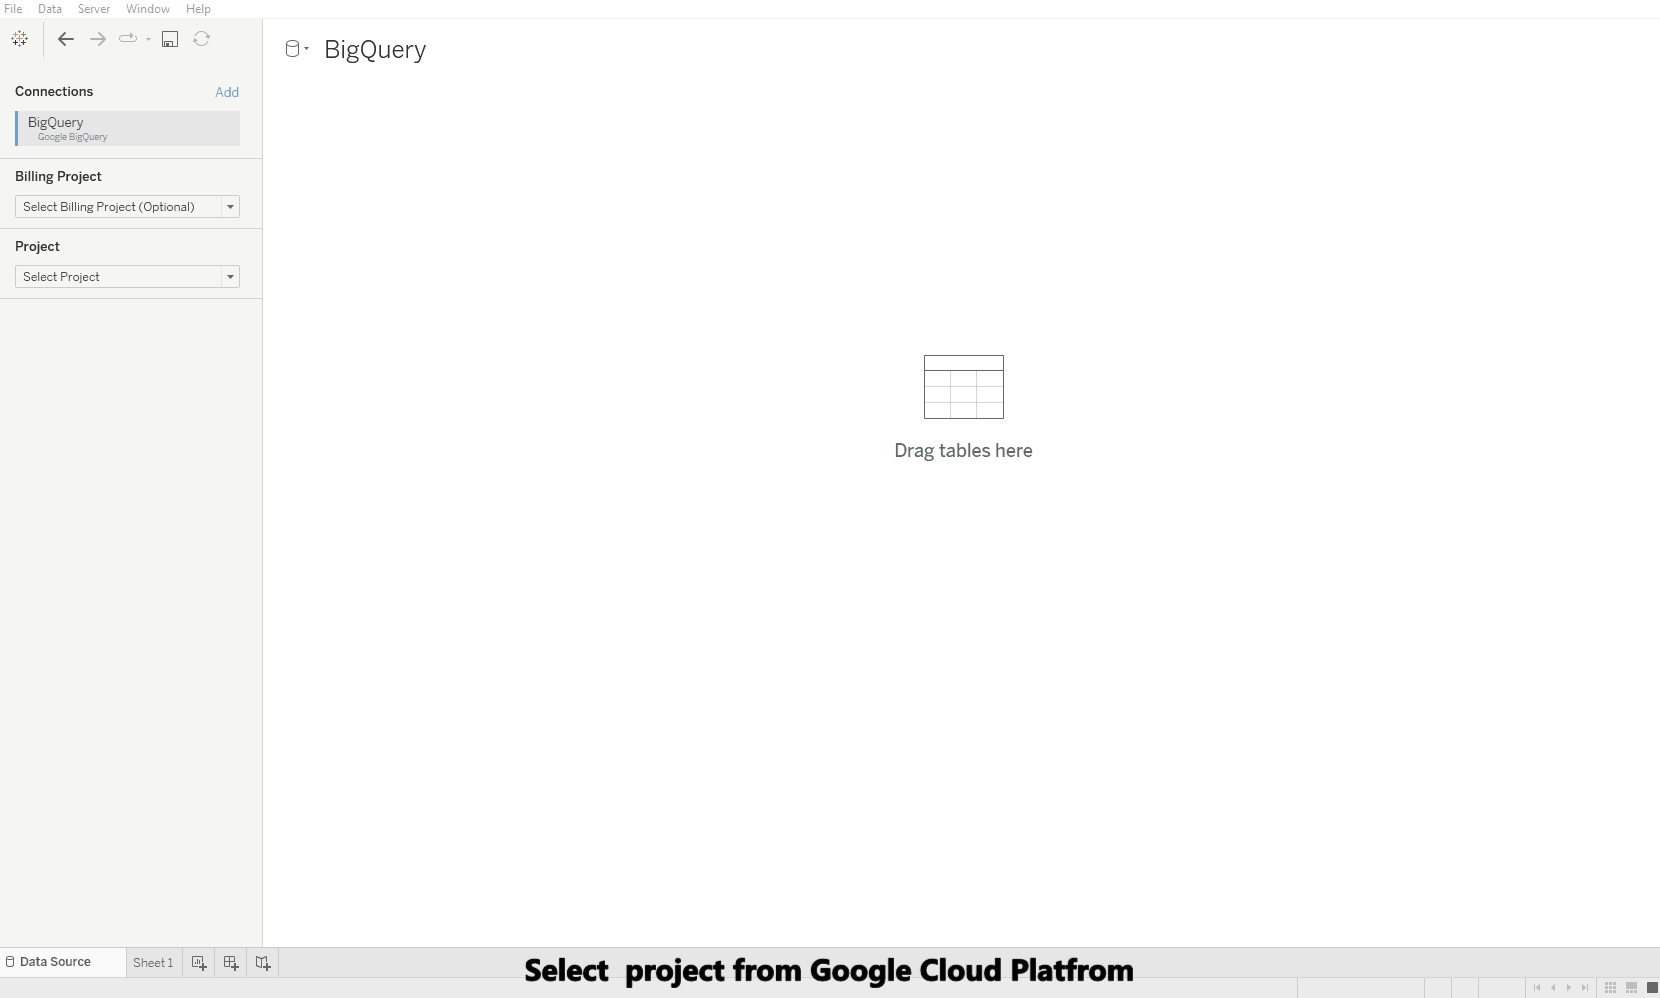 File Data Server Window Help
BigQuery
Connections Add
BigQuery
Google BigQuery
Billing Project
Select Billing Project (Optional)
Project
Select Project
Drag tables here
Data Source Sheet 1
Select project from Google Cloud Platfrom